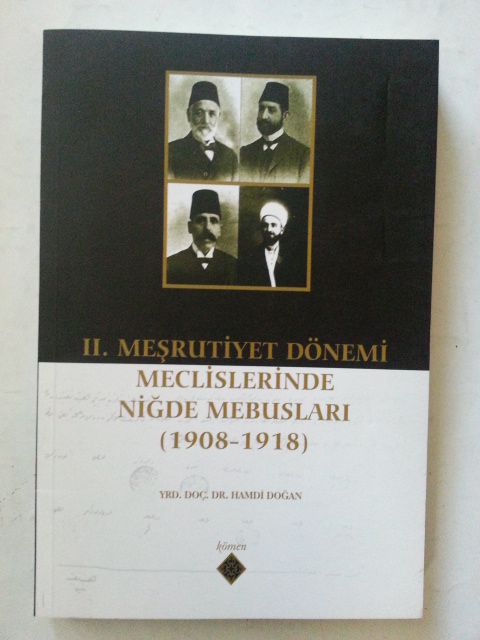 II. MEŞRUTİYET DÖNEMİ
MECLİSLERİNDE
NİĞDE MEBUSLARI
(1908-1918)
YRD. DOÇ. DR. HAMDİ DOĞAN
kömen